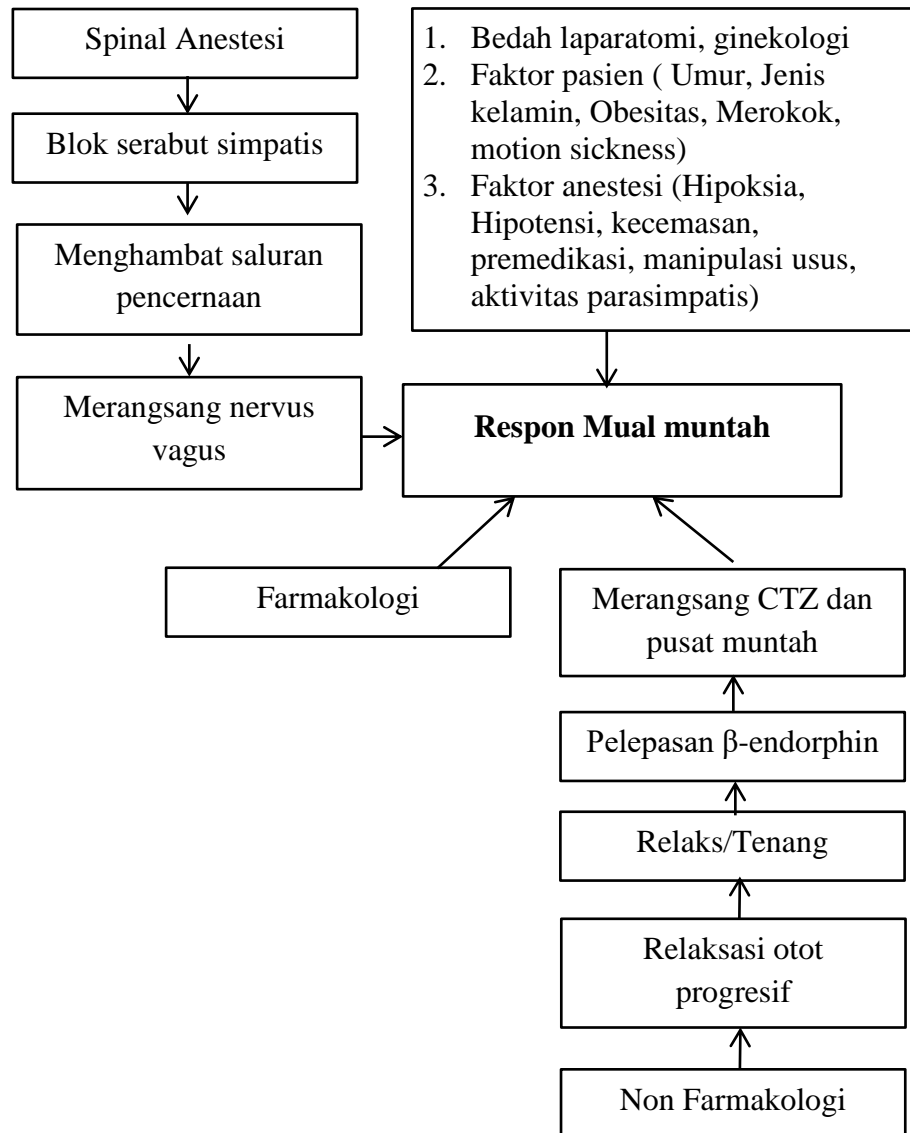 Spinal Anestesi
Blok serabut simpatis
Menghambat saluran
pencernaan
Merangsang nervus
vagus
1. Bedah laparatomi, ginekologi
2. Faktor pasien ( Umur, Jenis
kelamin, Obesitas, Merokok,
motion sickness)
3. Faktor anestesi (Hipoksia,
Hipotensi, kecemasan,
premedikasi, manipulasi usus,
aktivitas parasimpatis)
Respon Mual muntah
Farmakologi
Merangsang CTZ dan
pusat muntah
Pelepasan β-endorphin
Relaks/Tenang
Relaksasi otot
progresif
Non Farmakologi